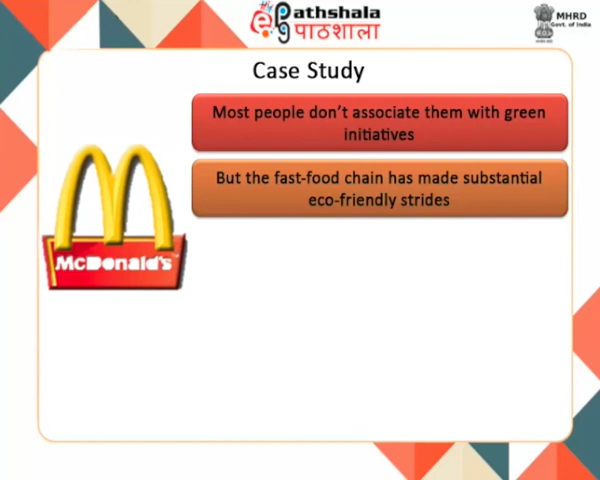 ePathshala
पाठशाला
MHRD
Govt. of India
Case Study
Most people don't associate them with green
initiatives
But the fast-food chain has made substantial
eco-friendly strides
McDonald's